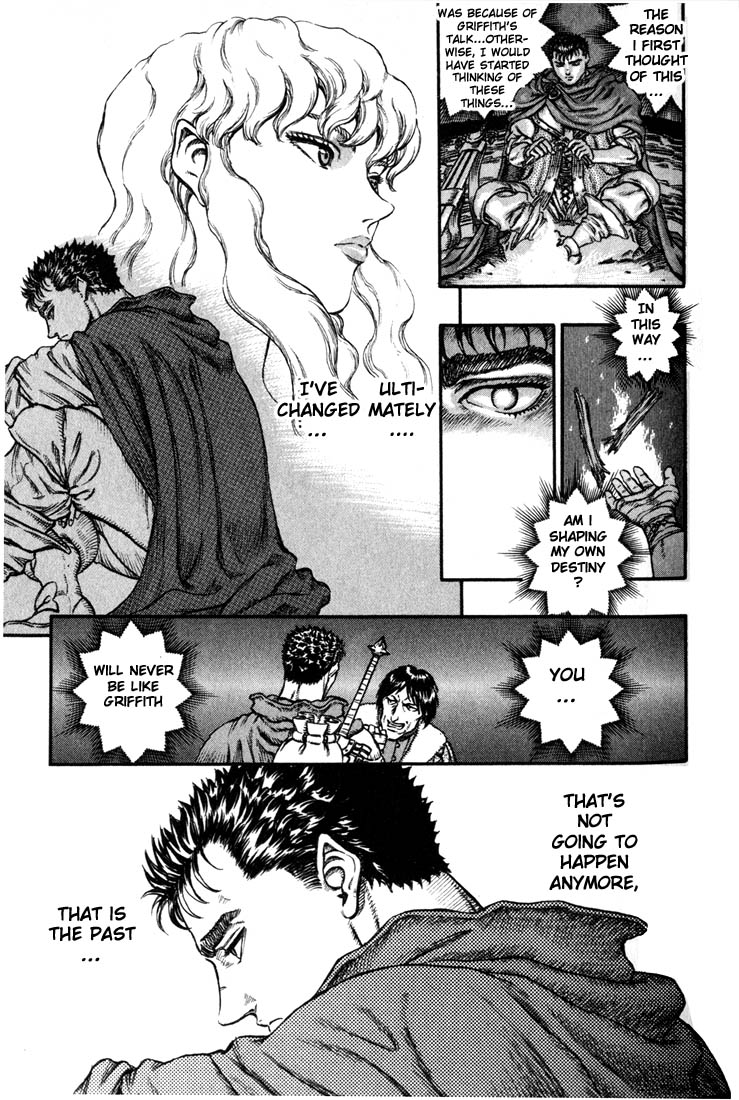 THE
REASON
I FIRST
THOUGHT
OF THIS
...
WAS BECAUSE OF
GRIFFITH'S
TALK...OTHER-
WISE, I WOULD
HAVE STARTED
THINKING OF
THESE
THINGS...
IN
THIS
WAY
...
AM I
SHAPING
MY OWN
DESTINY
?
ULTI-
MATELY
....
I'VE
CHANGED
...
YOU
...
WILL NEVER
BE LIKE
GRIFFITH
THAT'S
NOT
GOING TO
HAPPEN
ANYMORE,
THAT IS
THE PAST
...